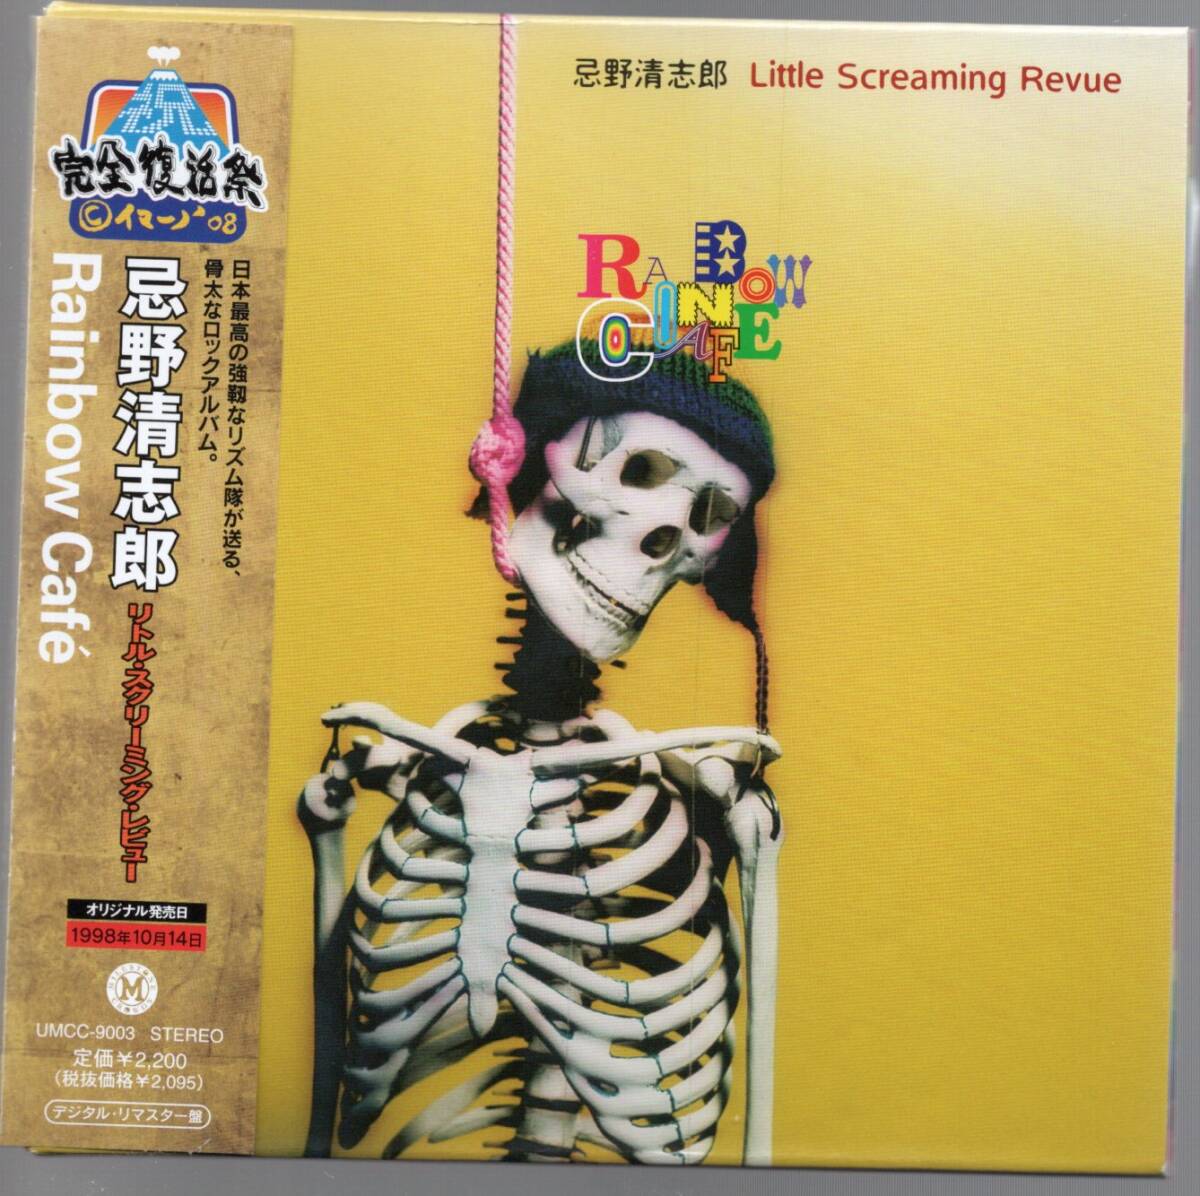 忌野清志郎 Little Screaming Revue
RAINBOW
CAFE
完全復活祭
©イマーノ'08
日本最高の強靱なリズム隊が送る、
骨太なロックアルバム。
忌野清志郎 リトル・スクリーミング・レビュー
Rainbow Café
オリジナル発売日
1998年10月14日
M
UMCC-9003 STEREO
定価¥2,200
(税抜価格¥2,095)
デジタル・リマスター盤